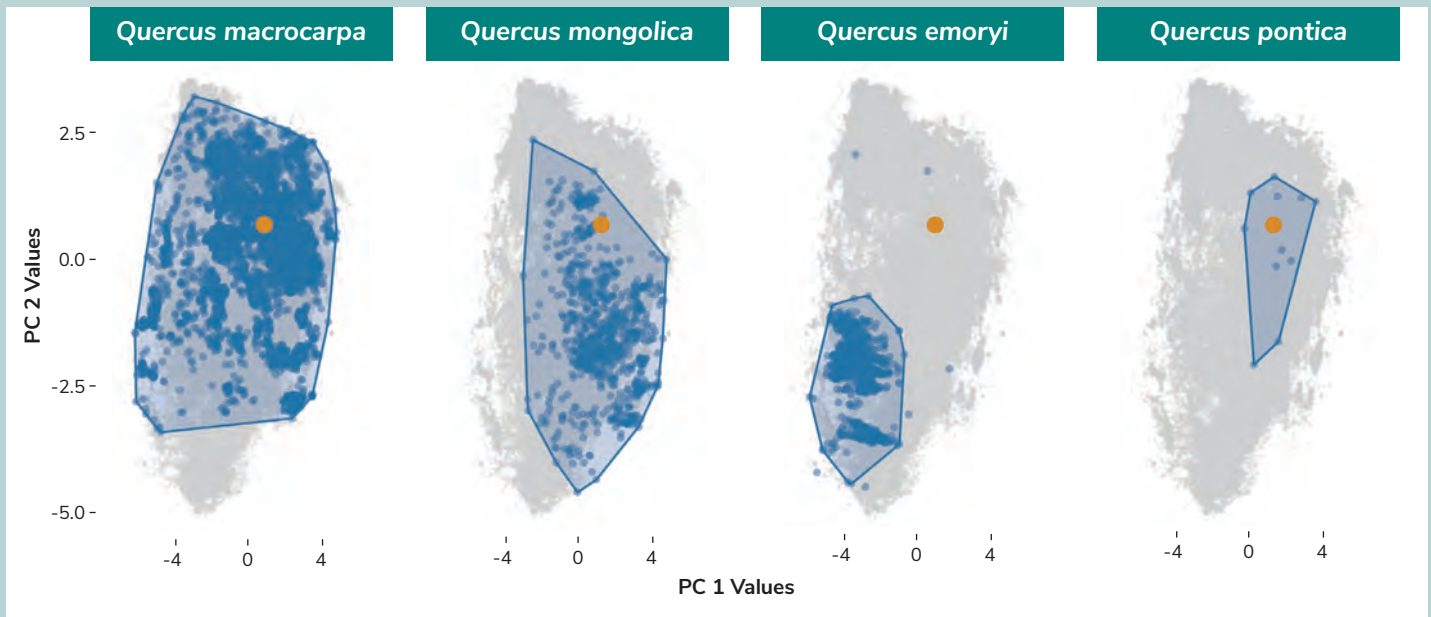 Quercus macrocarpa
Quercus mongolica
Quercus emoryi
Quercus pontica
PC 2 Values
2.5
0.0
-2.5
-5.0
-4 0 4
-4 0 4
-4 0 4
-4 0 4
PC 1 Values